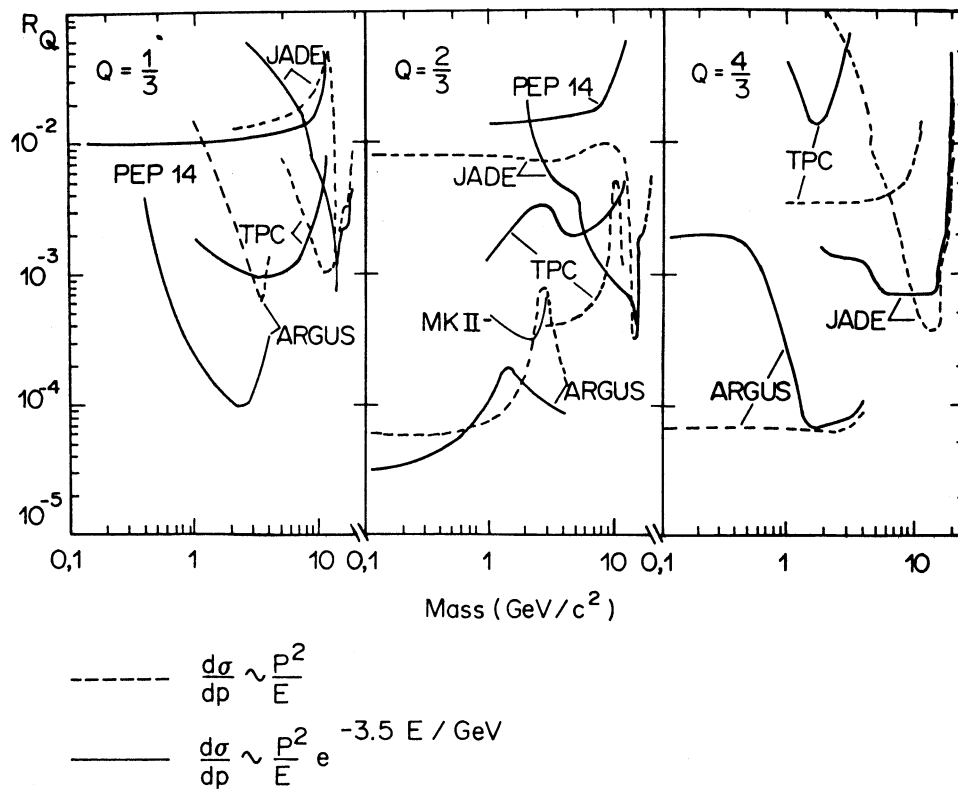 R_Q
10^-2
10^-3
10^-4
10^-5
Q = 1/3
JADE
PEP 14
TPC
ARGUS
Q = 2/3
PEP 14
JADE
TPC
MK II
ARGUS
Q = 4/3
TPC
JADE
ARGUS
0,1 1 10 0,1 1 10 0,1 1 10
Mass (GeV/c^2)
dσ/dp ~ P^2/E
dσ/dp ~ P^2/E e^-3.5 E / GeV